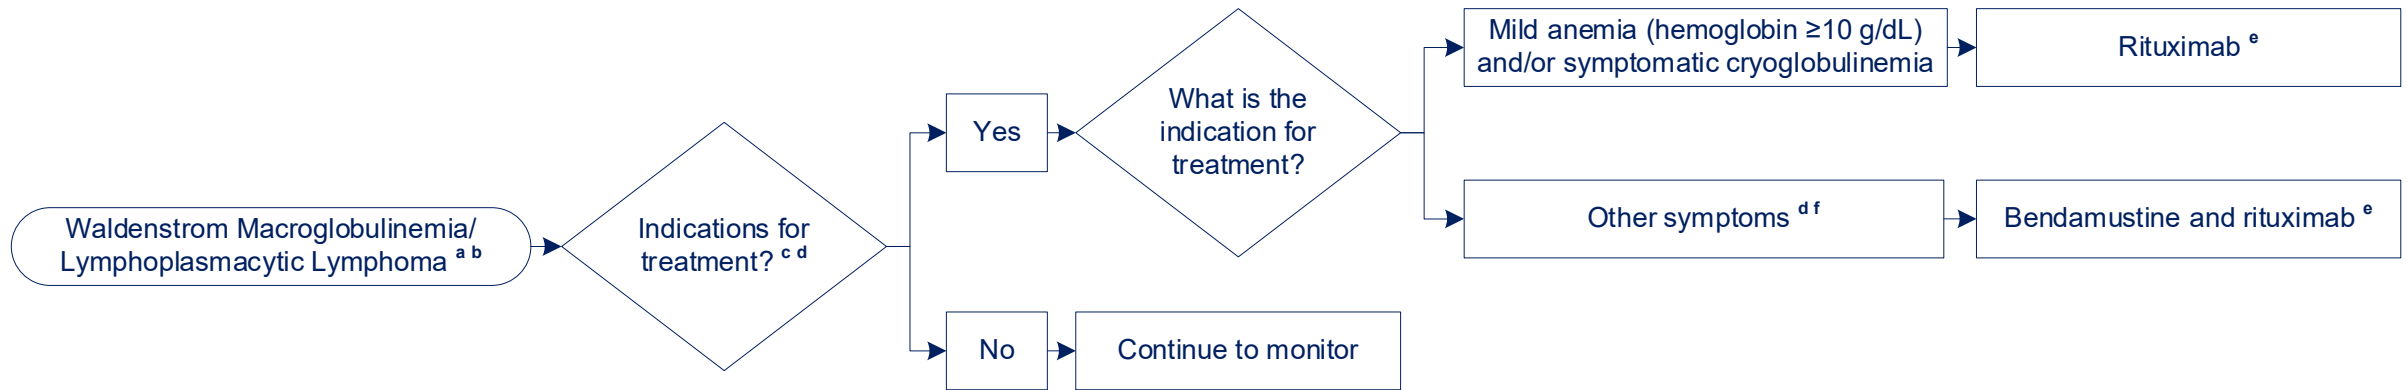 Waldenstrom Macroglobulinemia/
Lymphoplasmacytic Lymphoma a b
Indications for
treatment? c d
Yes
What is the
indication for
treatment?
Mild anemia (hemoglobin ≥10 g/dL)
and/or symptomatic cryoglobulinemia
Rituximab e
Other symptoms d f
Bendamustine and rituximab e
No
Continue to monitor